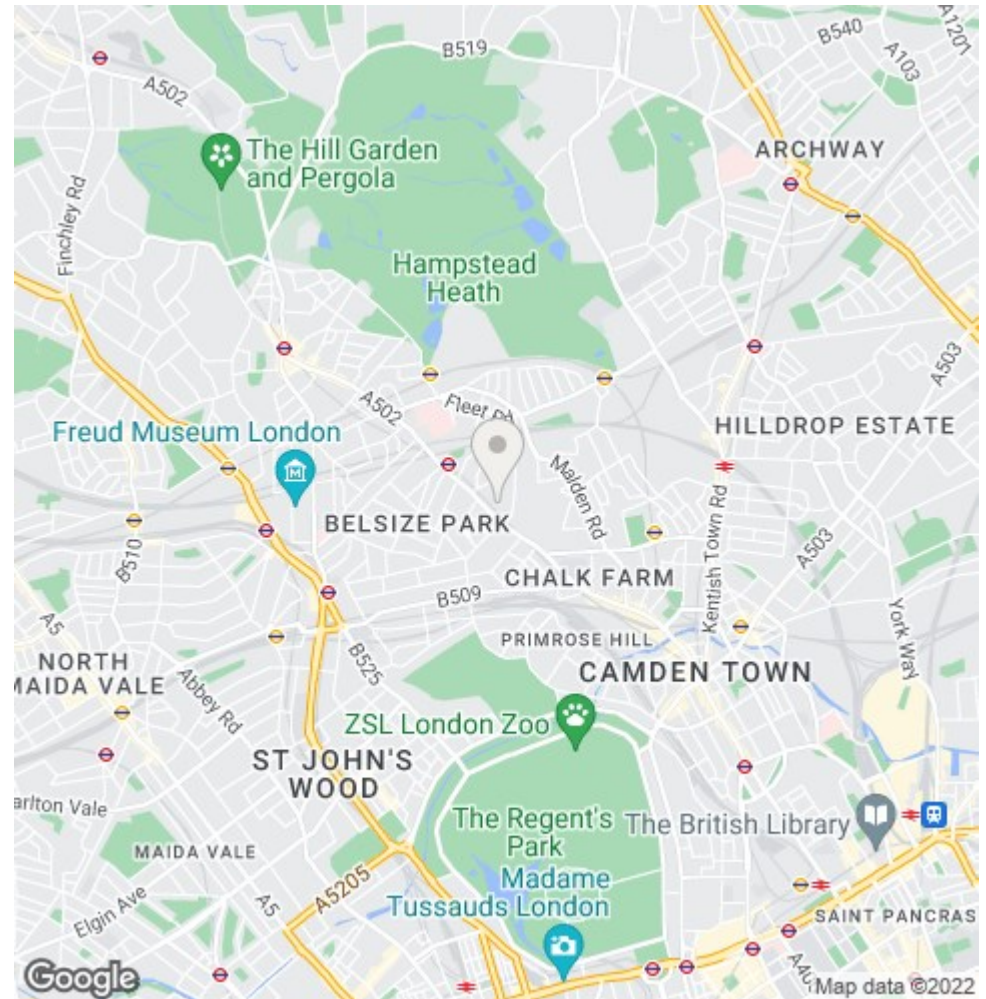 B519
B540
A103
A1201
A502
The Hill Garden
and Pergola
ARCHWAY
Finchley Rd
Hampstead
Heath
A503
A502
Fleet Rd
Freud Museum London
HILLDROP ESTATE
Malden Rd
BELSIZE PARK
B510
A503
Kentish Town Rd
CHALK FARM
B509
York Way
A5
PRIMROSE HILL
NORTH
MAIDA VALE
B525
CAMDEN TOWN
Abbey Rd
ZSL London Zoo
ST JOHN'S
WOOD
arlton Vale
The Regent's
Park
The British Library
MAIDA VALE
Madame
Tussauds London
A5205
Elgin Ave
A5
SAINT PANCRAS
Google
Map data ©2022